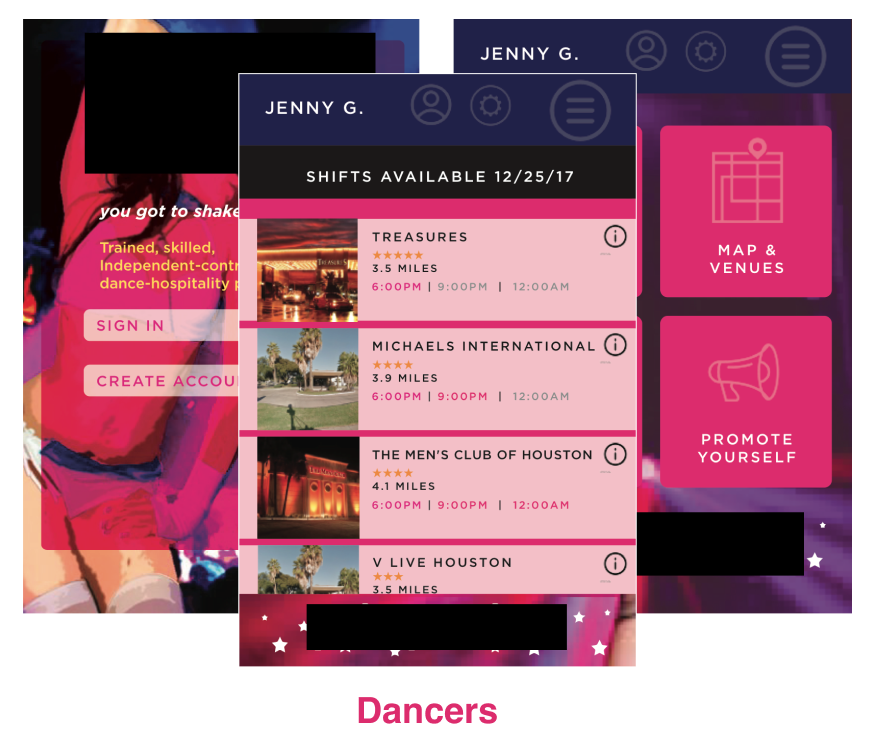 JENNY G.
JENNY G.
SHIFTS AVAILABLE 12/25/17
you got to shake
Trained, skilled,
Independent-contr
dance-hospitality p
SIGN IN
CREATE ACCOU
TREASURES
3.5 MILES
6:00PM | 9:00PM | 12:00AM
MICHAELS INTERNATIONAL
3.9 MILES
6:00PM | 9:00PM | 12:00AM
THE MEN'S CLUB OF HOUSTON
4.1 MILES
6:00PM | 9:00PM | 12:00AM
V LIVE HOUSTON
3.5 MILES
MAP &
VENUES
PROMOTE
YOURSELF
Dancers